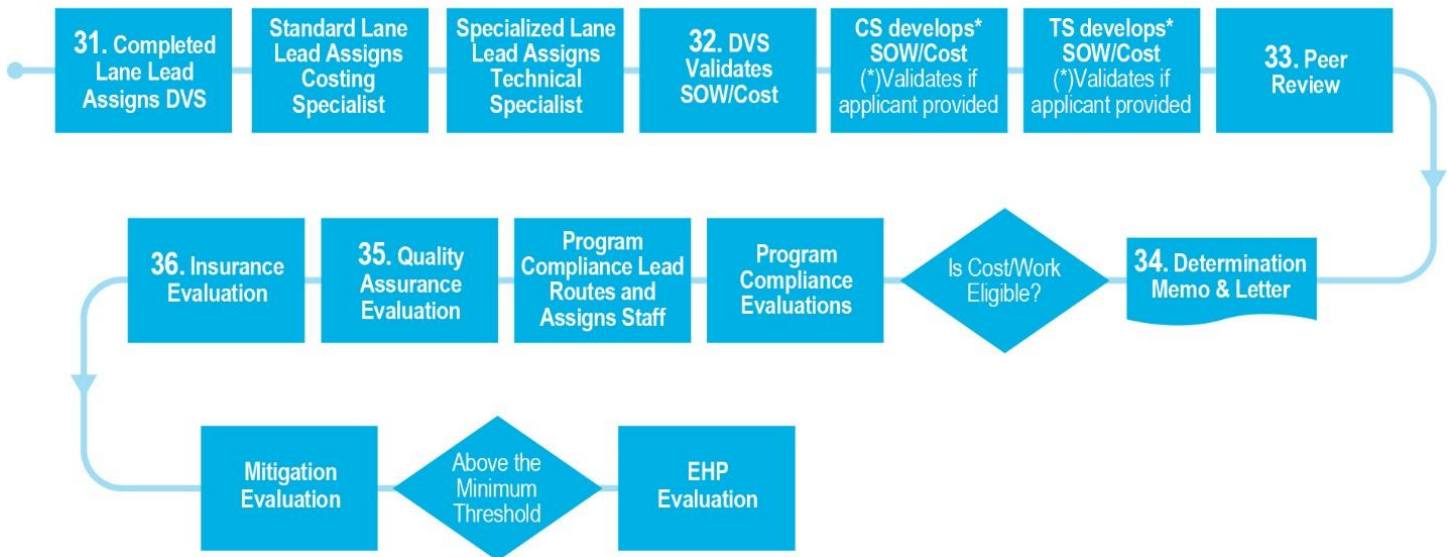 31. Completed
Lane Lead
Assigns DVS
Standard Lane
Lead Assigns
Costing
Specialist
Specialized Lane
Lead Assigns
Technical
Specialist
32. DVS
Validates
SOW/Cost
CS develops*
SOW/Cost
(*)Validates if
applicant provided
TS develops*
SOW/Cost
(*)Validates if
applicant provided
33. Peer
Review
34. Determination
Memo & Letter
Is Cost/Work
Eligible?
Program
Compliance
Evaluations
Program
Compliance Lead
Routes and
Assigns Staff
35. Quality
Assurance
Evaluation
36. Insurance
Evaluation
Mitigation
Evaluation
Above the
Minimum
Threshold
EHP
Evaluation